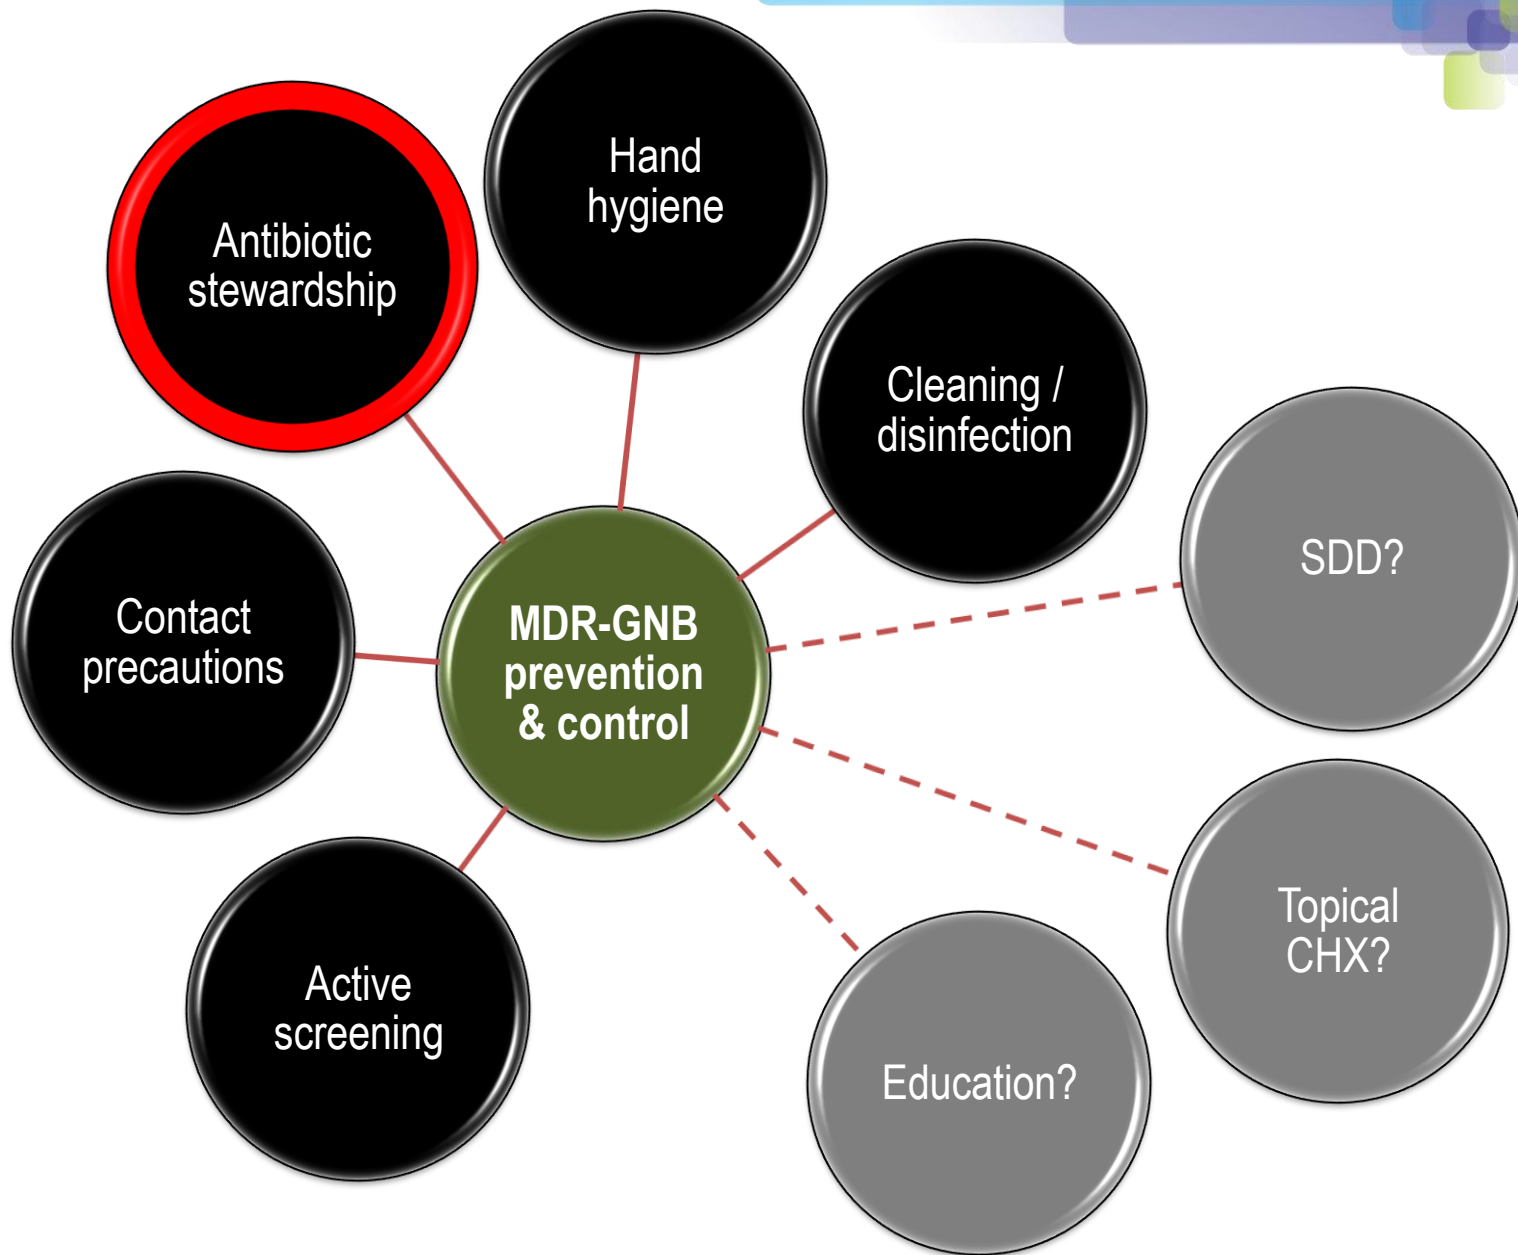 Hand
hygiene
Antibiotic
stewardship
Cleaning /
disinfection
SDD?
Contact
precautions
MDR-GNB
prevention
& control
Topical
CHX?
Active
screening
Education?